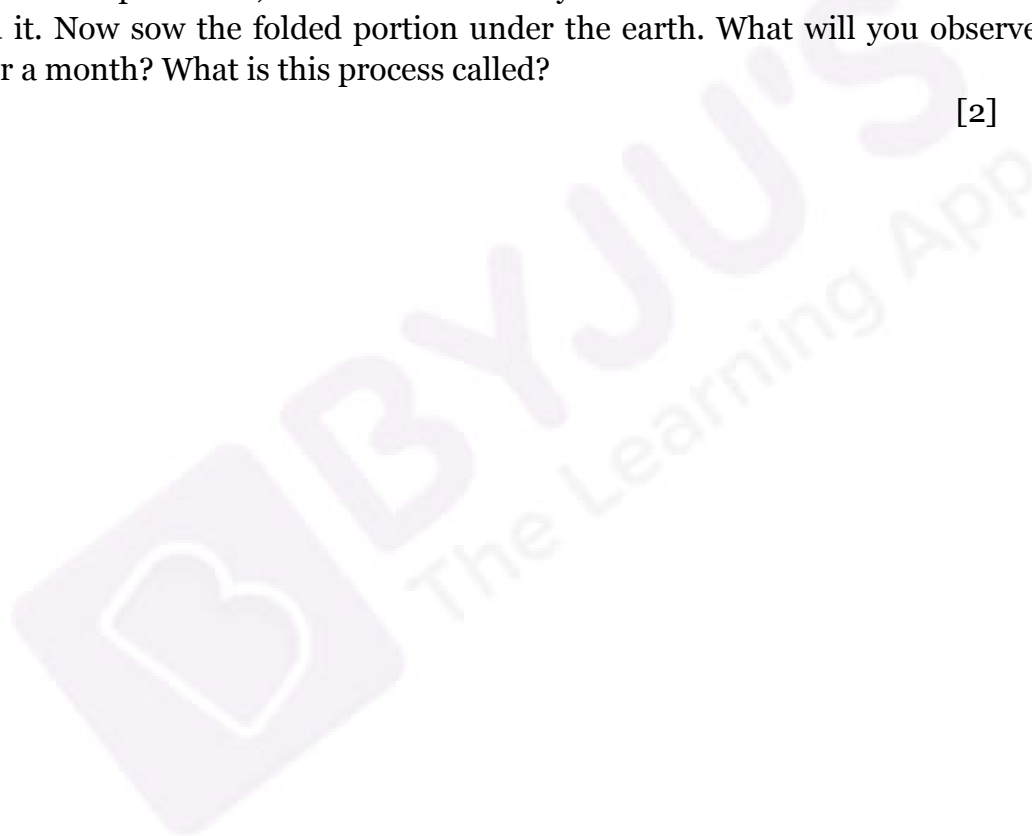 it. Now sow the folded portion under the earth. What will you observe
r a month? What is this process called?
[2]
BYJU'S
The Learning App